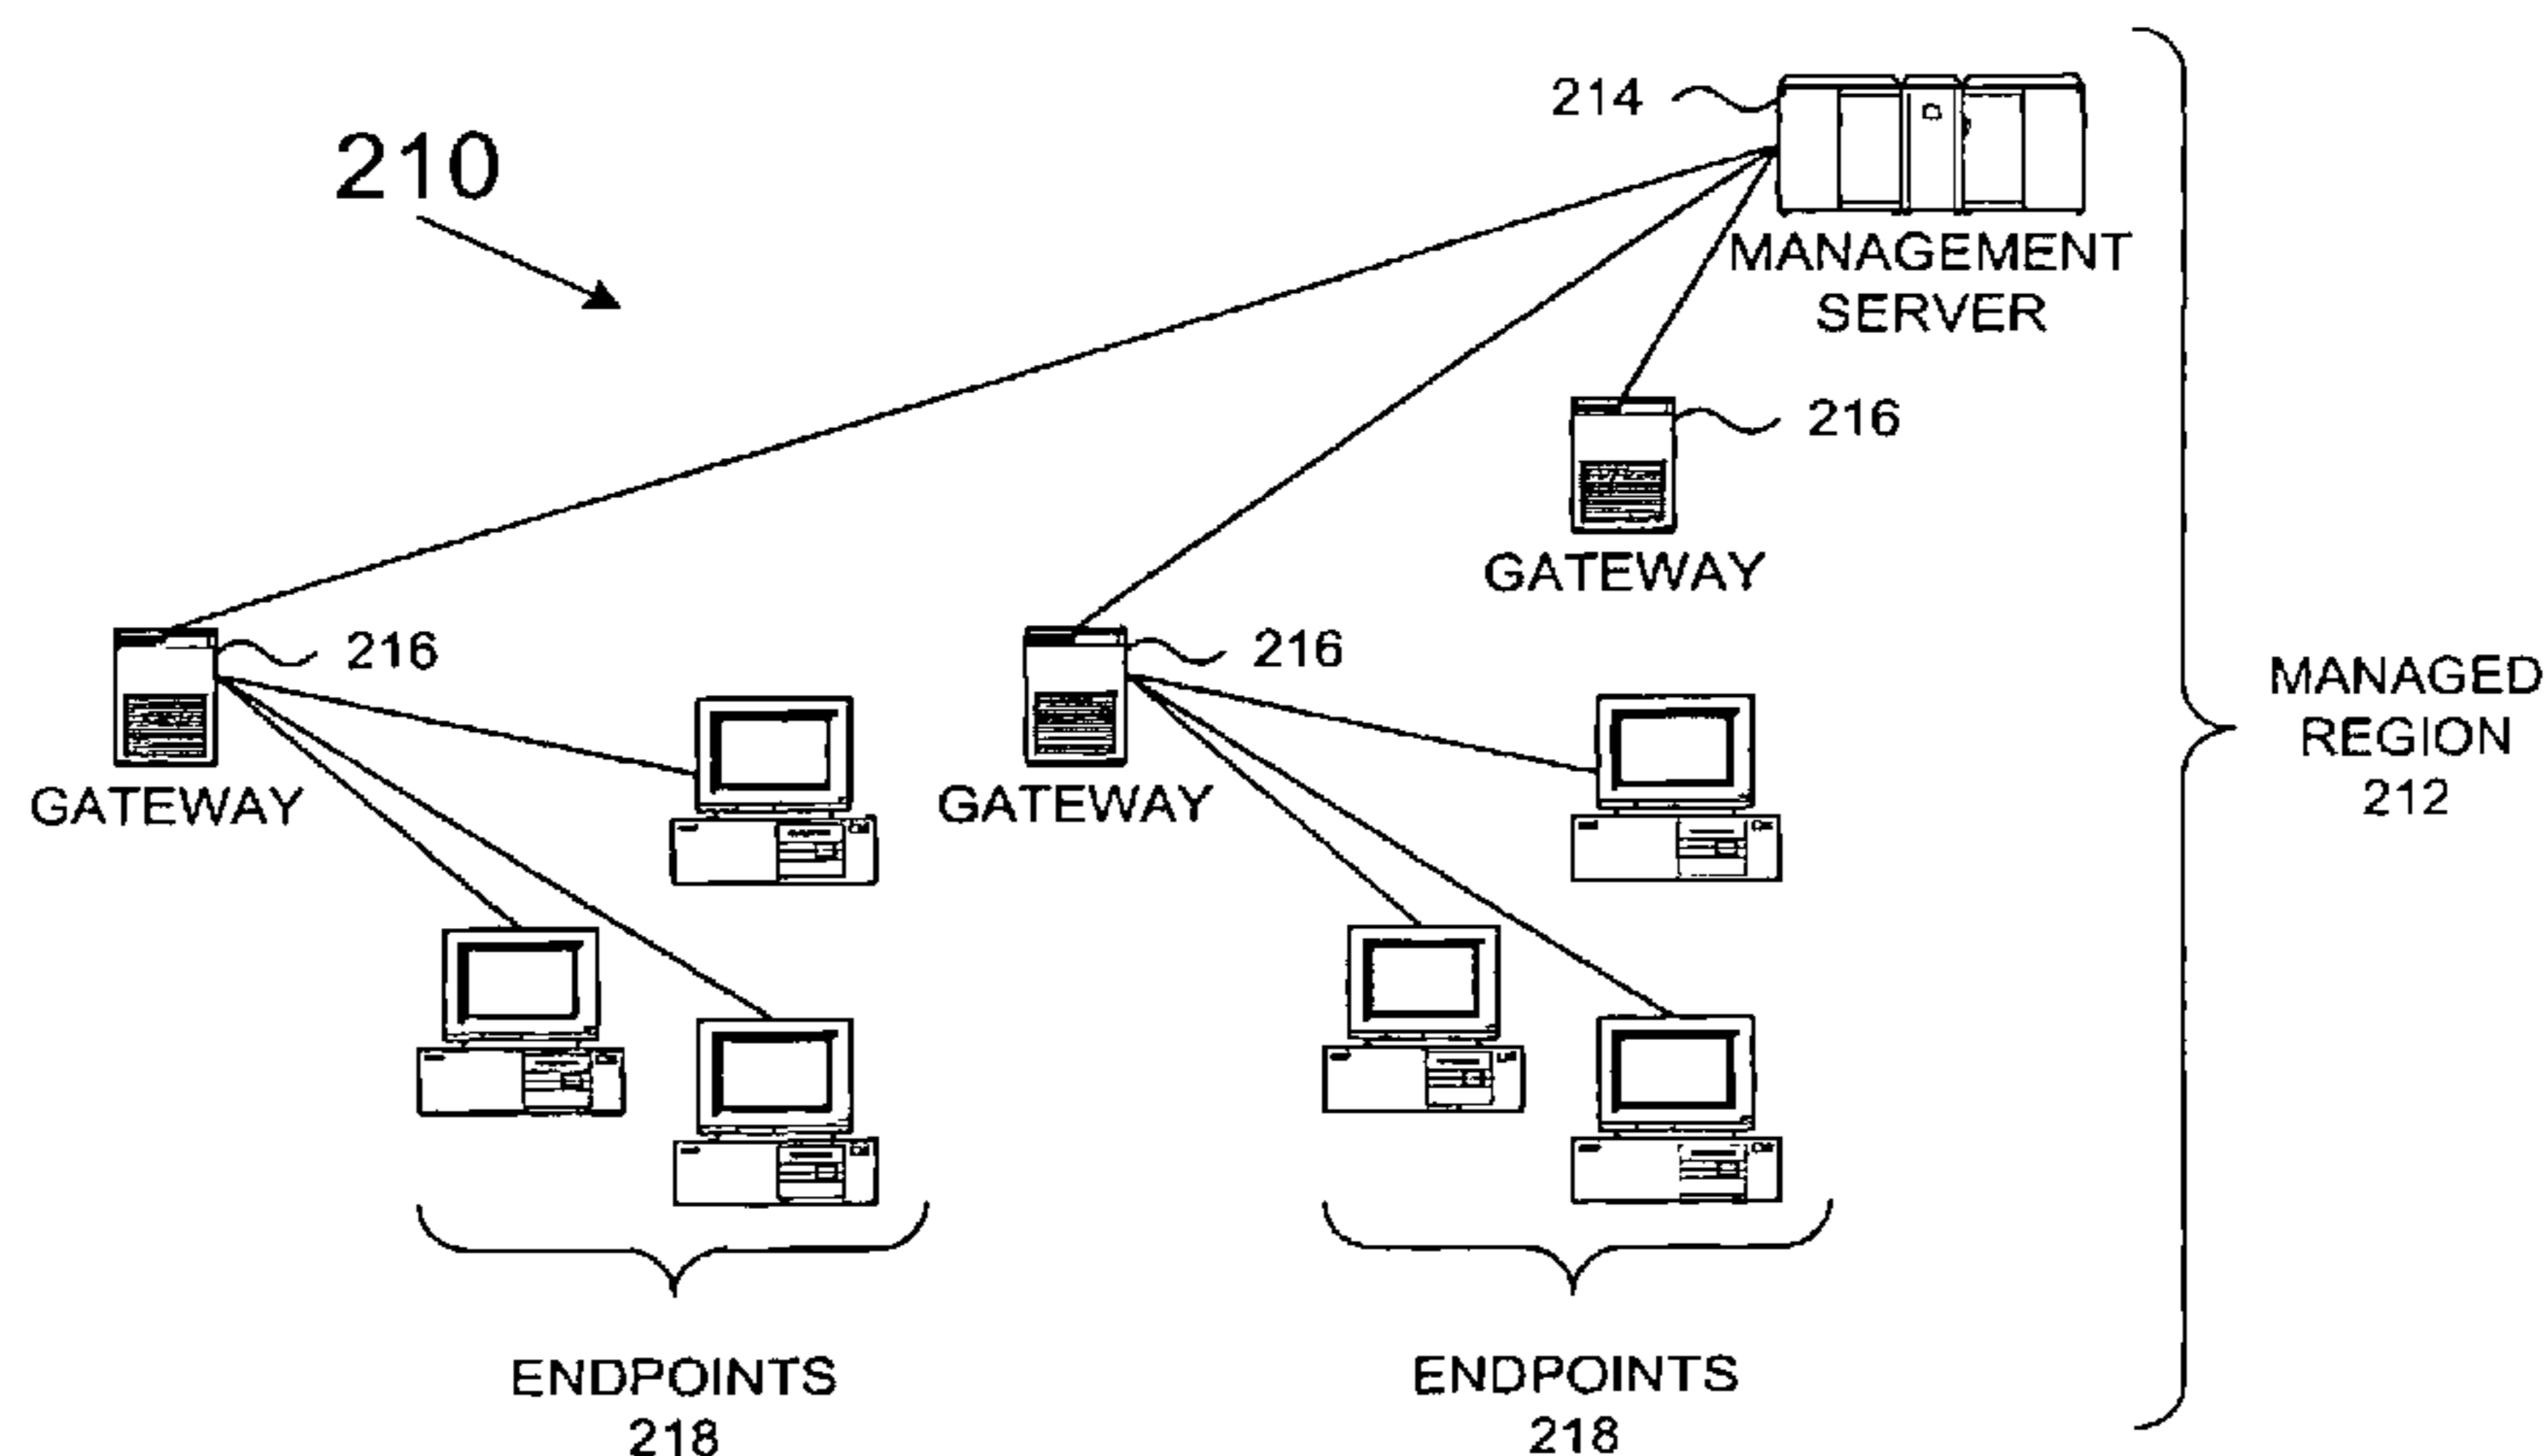 214
210
MANAGEMENT
SERVER
216
GATEWAY
216
216
MANAGED
REGION
212
GATEWAY
GATEWAY
ENDPOINTS
218
ENDPOINTS
218